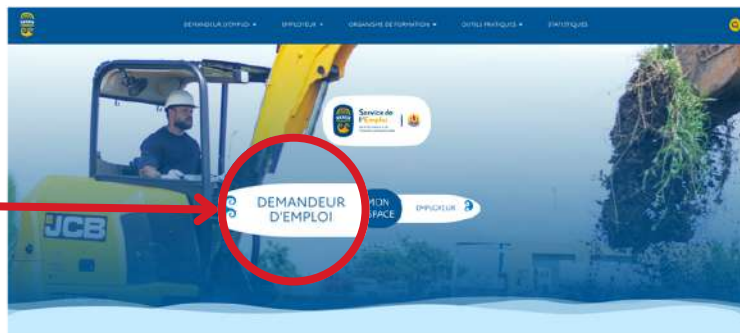 DEMANDEUR D'EMPLOI
EMPLOYEUR
ORGANISME DE FORMATION
OUTILS PRATIQUES
STATISTIQUES
Service de
l'Emploi
DEMANDEUR
D'EMPLOI
MON
ESPACE
EMPLOYEUR
JCB